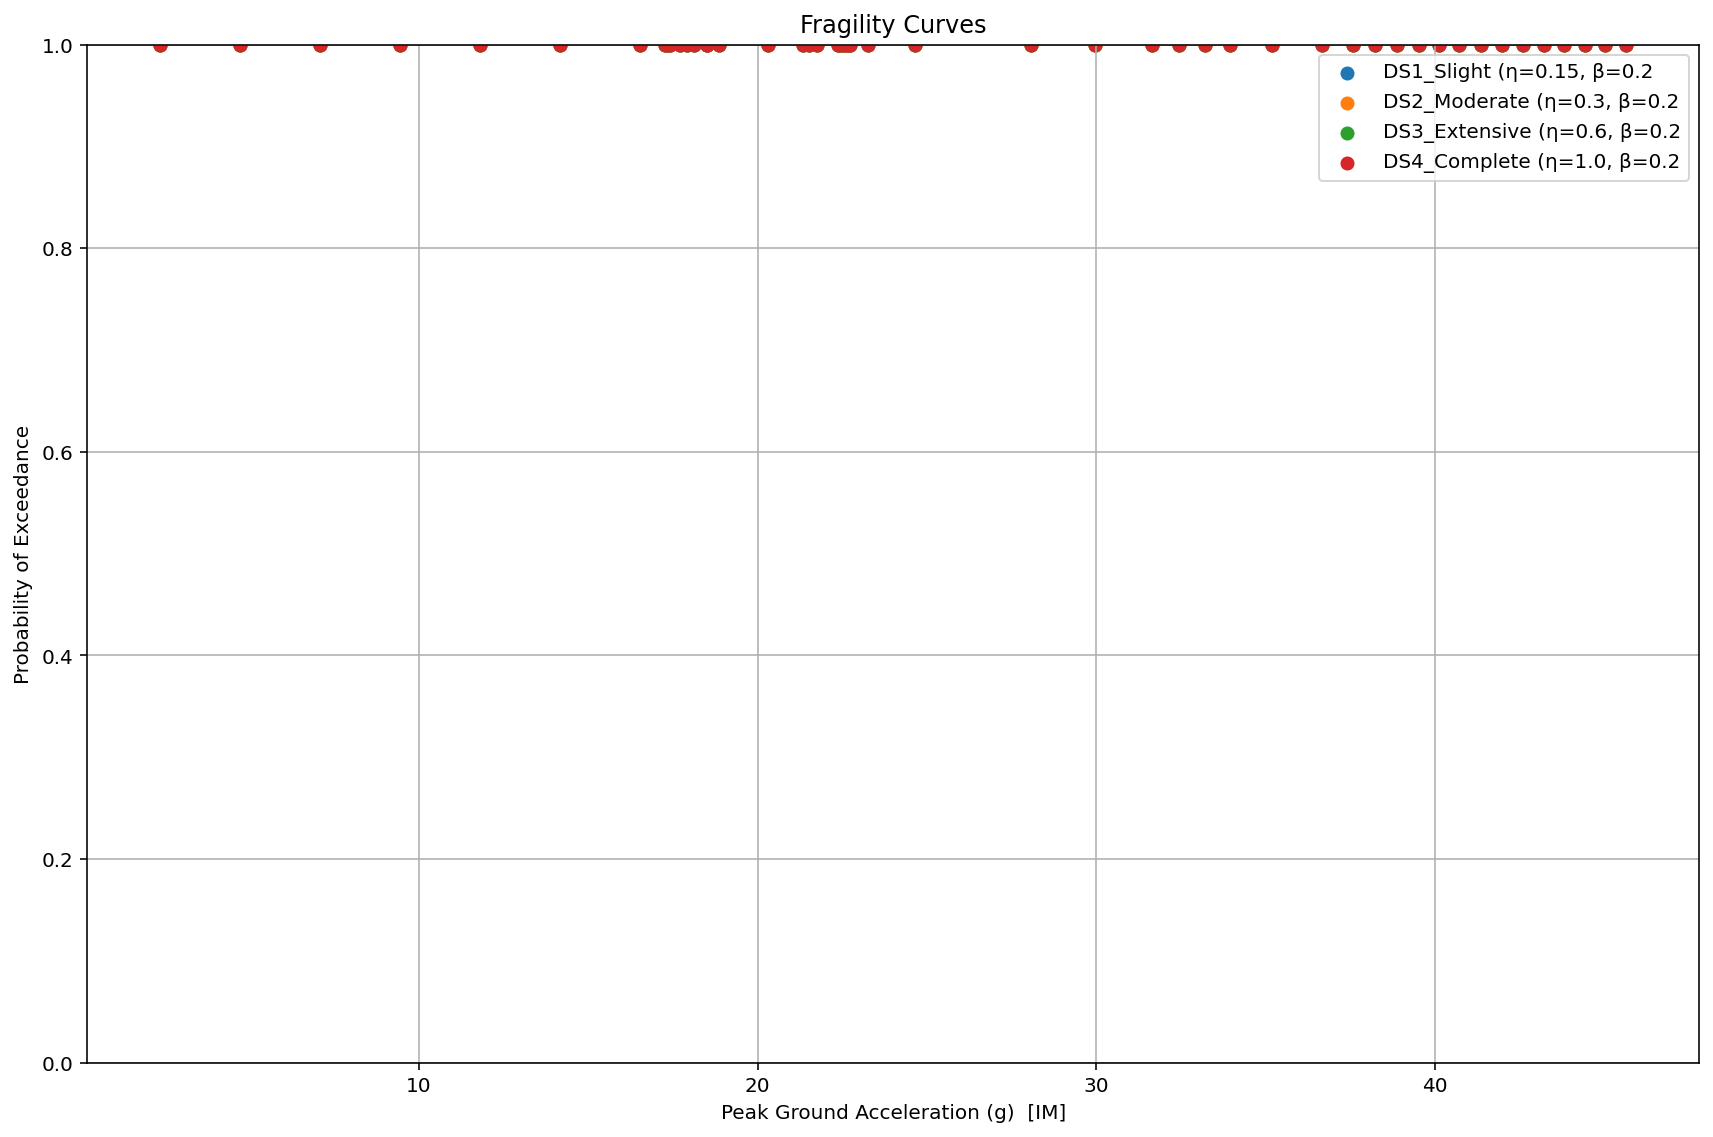 Fragility Curves
1.0
0.8
0.6
0.4
0.2
0.0
Probability of Exceedance
DS1_Slight (η=0.15, β=0.2
DS2_Moderate (η=0.3, β=0.2
DS3_Extensive (η=0.6, β=0.2
DS4_Complete (η=1.0, β=0.2
10 20 30 40
Peak Ground Acceleration (g)  [IM]